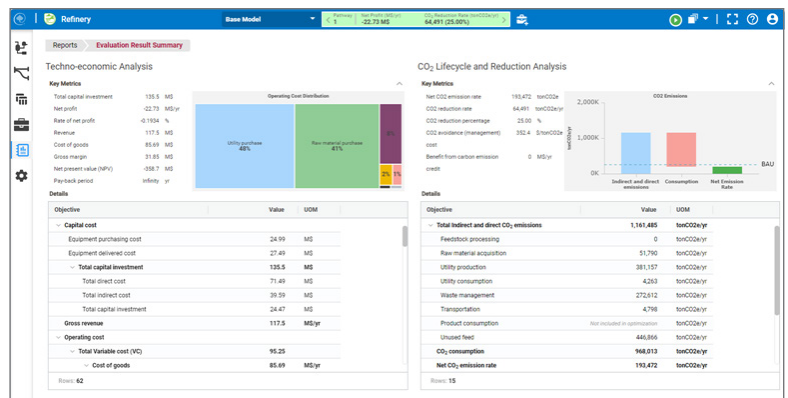 Refinery
Base Model
Pathway Net Profit (M$/yr) CO2 Reduction Rate (tonCO2e/yr)
1 -22.73 M$ 64,491 (25.00%)
Reports Evaluation Result Summary
Techno-economic Analysis
Key Metrics
Total capital investment 135.5 M$
Net profit -22.73 M$/yr
Rate of net profit -0.1934 %
Revenue 117.5 M$
Cost of goods 85.69 M$
Gross margin 31.85 M$
Net present value (NPV) -358.7 M$
Pay-back period Infinity yr
Operating Cost Distribution
Utility purchase
48%
Raw material purchase
41%
2% 1%
Details
Objective Value UOM
Capital cost
Equipment purchasing cost 24.99 M$
Equipment delivered cost 27.49 M$
Total capital investment 135.5 M$
Total direct cost 71.49 M$
Total indirect cost 39.59 M$
Total capital investment 24.47 M$
Gross revenue 117.5 M$/yr
Operating cost
Total Variable cost (VC) 95.25
Cost of goods 85.69 M$/yr
Rows: 62
CO2 Lifecycle and Reduction Analysis
Key Metrics
Net CO2 emission rate 193,472 tonCO2e
CO2 reduction rate 64,491 tonCO2e/yr
CO2 reduction percentage 25.00 %
CO2 avoidance (management) 352.4 $/tonCO2e
cost
Benefit from carbon emission 0 M$/yr
credit
CO2 Emissions
tonCO2e/yr
2,000K
1,000K
0K
BAU
Indirect and direct
emissions
Consumption
Net Emission
Rate
Details
Objective Value UOM
Total Indirect and direct CO2 emissions 1,161,485 tonCO2e/yr
Feedstock processing 0 tonCO2e/yr
Raw material acquisition 51,790 tonCO2e/yr
Utility production 381,157 tonCO2e/yr
Utility consumption 4,263 tonCO2e/yr
Waste management 272,612 tonCO2e/yr
Transportation 4,798 tonCO2e/yr
Product consumption Not included in optimization tonCO2e/yr
Unused feed 446,866 tonCO2e/yr
CO2 consumption 968,013 tonCO2e/yr
Net CO2 emission rate 193,472 tonCO2e/yr
Rows: 15